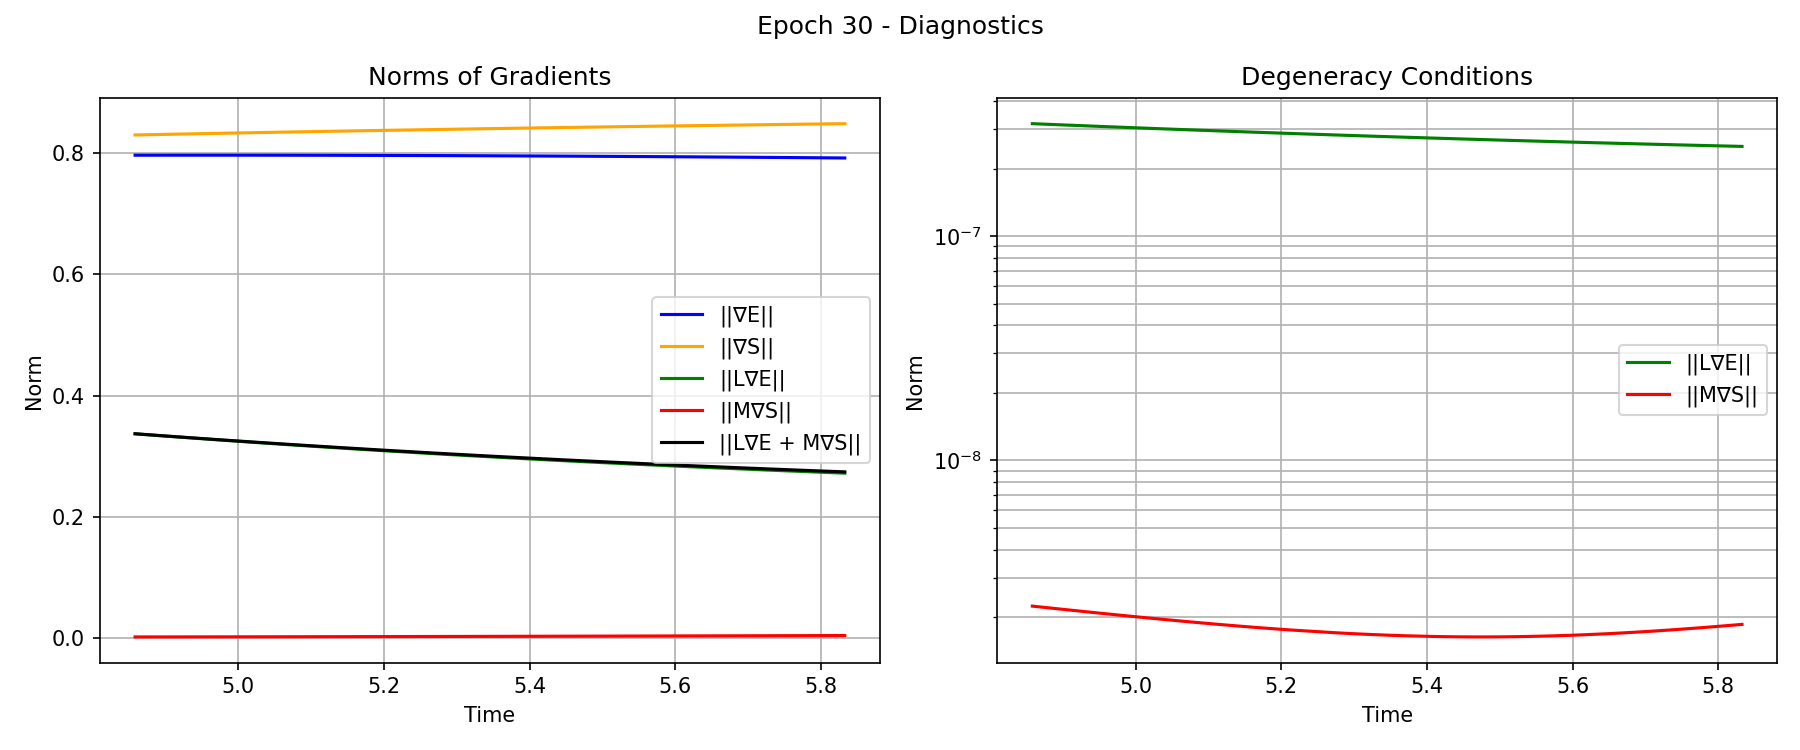 Epoch 30 - Diagnostics
Norms of Gradients
Norm
0.8
0.6
0.4
0.2
0.0
5.0 5.2 5.4 5.6 5.8
Time
||∇E||
||∇S||
||L∇E||
||M∇S||
||L∇E + M∇S||
Degeneracy Conditions
Norm
10⁻⁷
10⁻⁸
5.0 5.2 5.4 5.6 5.8
Time
||L∇E||
||M∇S||